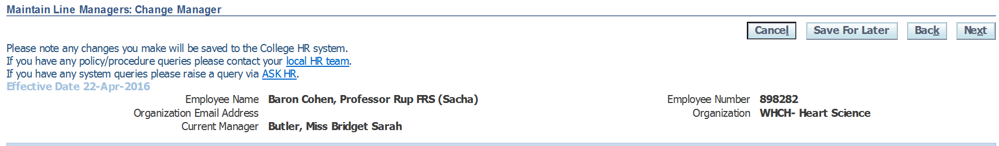 Maintain Line Managers: Change Manager
Cancel Save For Later Back Next
Please note any changes you make will be saved to the College HR system.
If you have any policy/procedure queries please contact your local HR team.
If you have any system queries please raise a query via ASK HR.
Effective Date 22-Apr-2016
Employee Name Baron Cohen, Professor Rup FRS (Sacha) Employee Number 898282
Organization Email Address Organization WHCH- Heart Science
Current Manager Butler, Miss Bridget Sarah